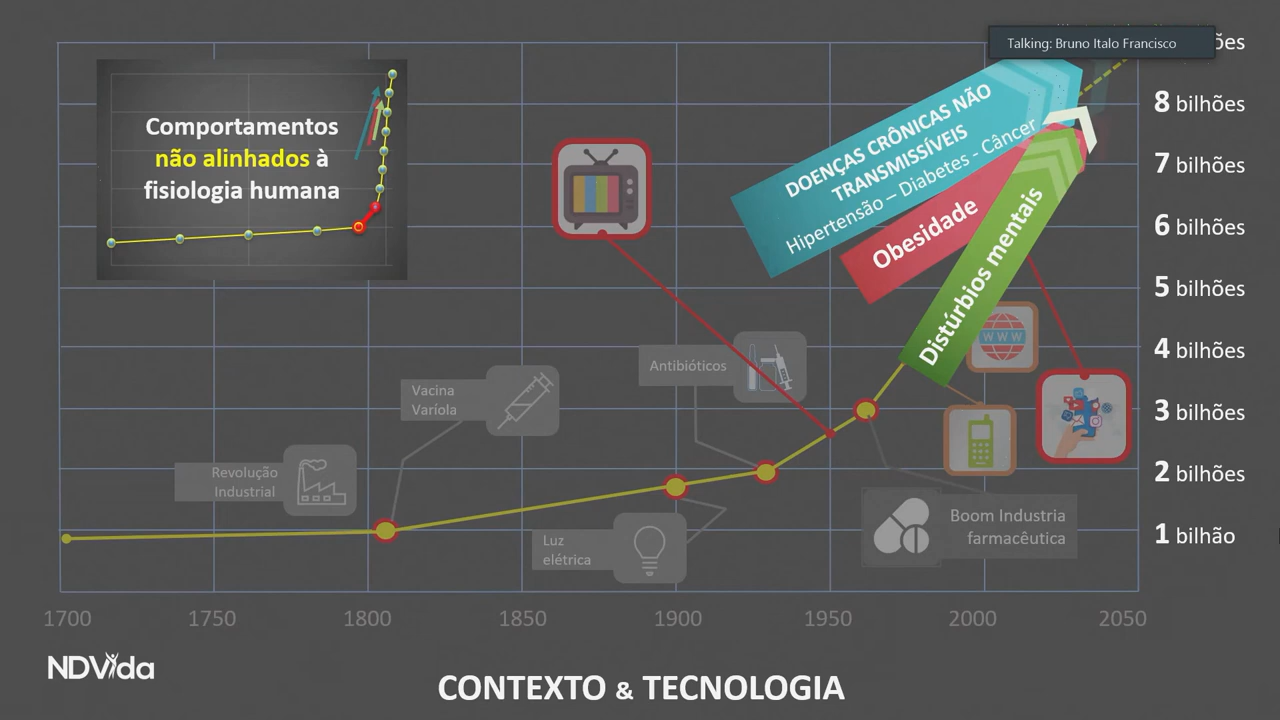 Talking: Bruno Italo Francisco
ões
Comportamentos
não alinhados à
fisiologia humana
DOENÇAS CRÔNICAS NÃO
TRANSMISSÍVEIS
Hipertensão – Diabetes - Câncer
Obesidade
Distúrbios mentais
8 bilhões
7 bilhões
6 bilhões
5 bilhões
4 bilhões
3 bilhões
2 bilhões
1 bilhão
WWW
Antibióticos
Vacina
Varíola
Revolução
Industrial
Luz
elétrica
Boom Industria
farmacêutica
1700 1750 1800 1850 1900 1950 2000 2050
NDVida
CONTEXTO & TECNOLOGIA